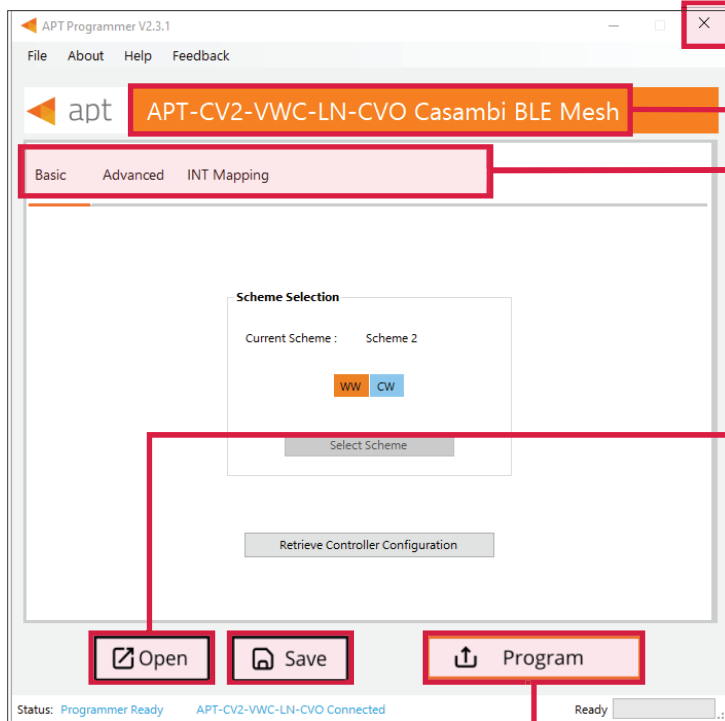 APT Programmer V2.3.1
File About Help Feedback
apt APT-CV2-VWC-LN-CVO Casambi BLE Mesh
Basic Advanced INT Mapping
Scheme Selection
Current Scheme : Scheme 2
WW CW
Select Scheme
Retrieve Controller Configuration
Open Save Program
Status: Programmer Ready APT-CV2-VWC-LN-CVO Connected Ready